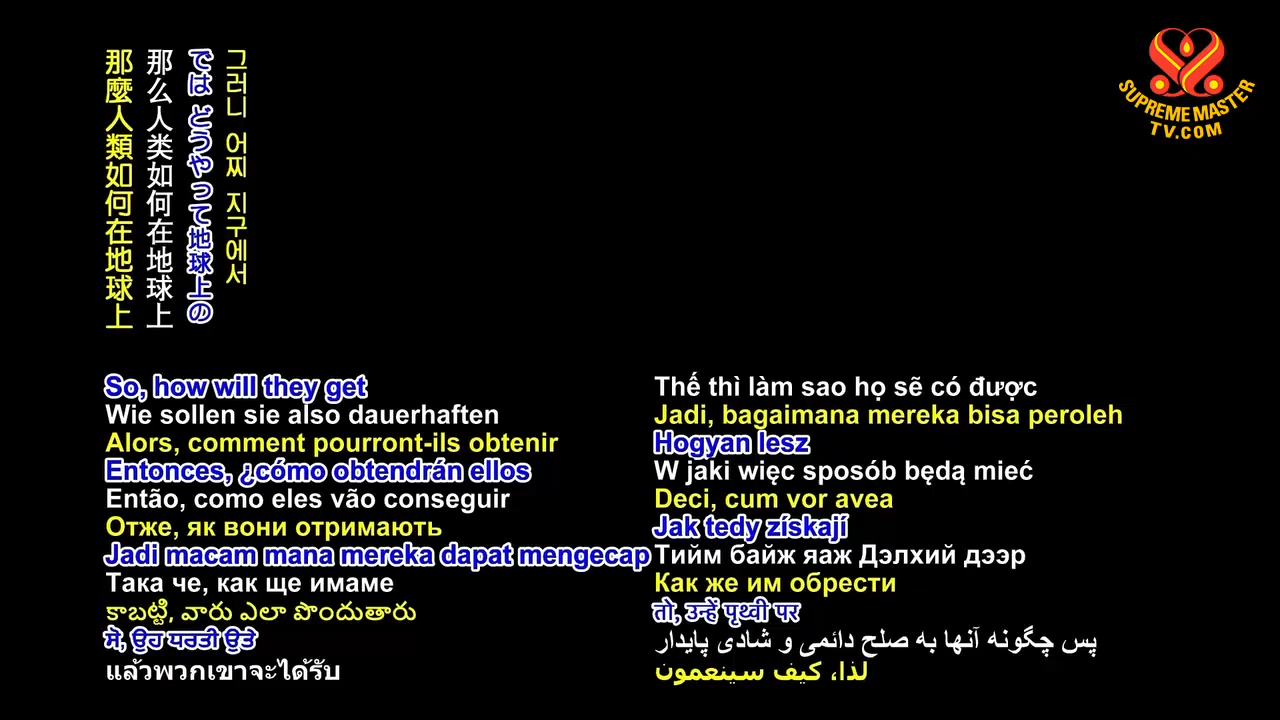 그러니 어찌 지구에서
では どうやって地球上の
那么人类如何在地球上
那麼人類如何在地球上
SUPREME MASTER
TV.COM
So, how will they get
Wie sollen sie also dauerhaften
Alors, comment pourront-ils obtenir
Entonces, ¿cómo obtendrán ellos
Então, como eles vão conseguir
Отже, як вони отримають
Jadi macam mana mereka dapat mengecap
Така че, как ще имаме
కాబట్టి, వారు ఎలా పొందుతారు
ਸੋ, ਉਹ ਧਰਤੀ ਉਤੇ
แล้วพวกเขาจะได้รับ
Thế thì làm sao họ sẽ có được
Jadi, bagaimana mereka bisa peroleh
Hogyan lesz
W jaki więc sposób będą mieć
Deci, cum vor avea
Jak tedy získají
Тийм байж яаж Дэлхий дээр
Как же им обрести
तो, उन्हें पृथ्वी पर
پس چگونه آنها به صلح دائمی و شادی پایدار
لذا، كيف سينعمون